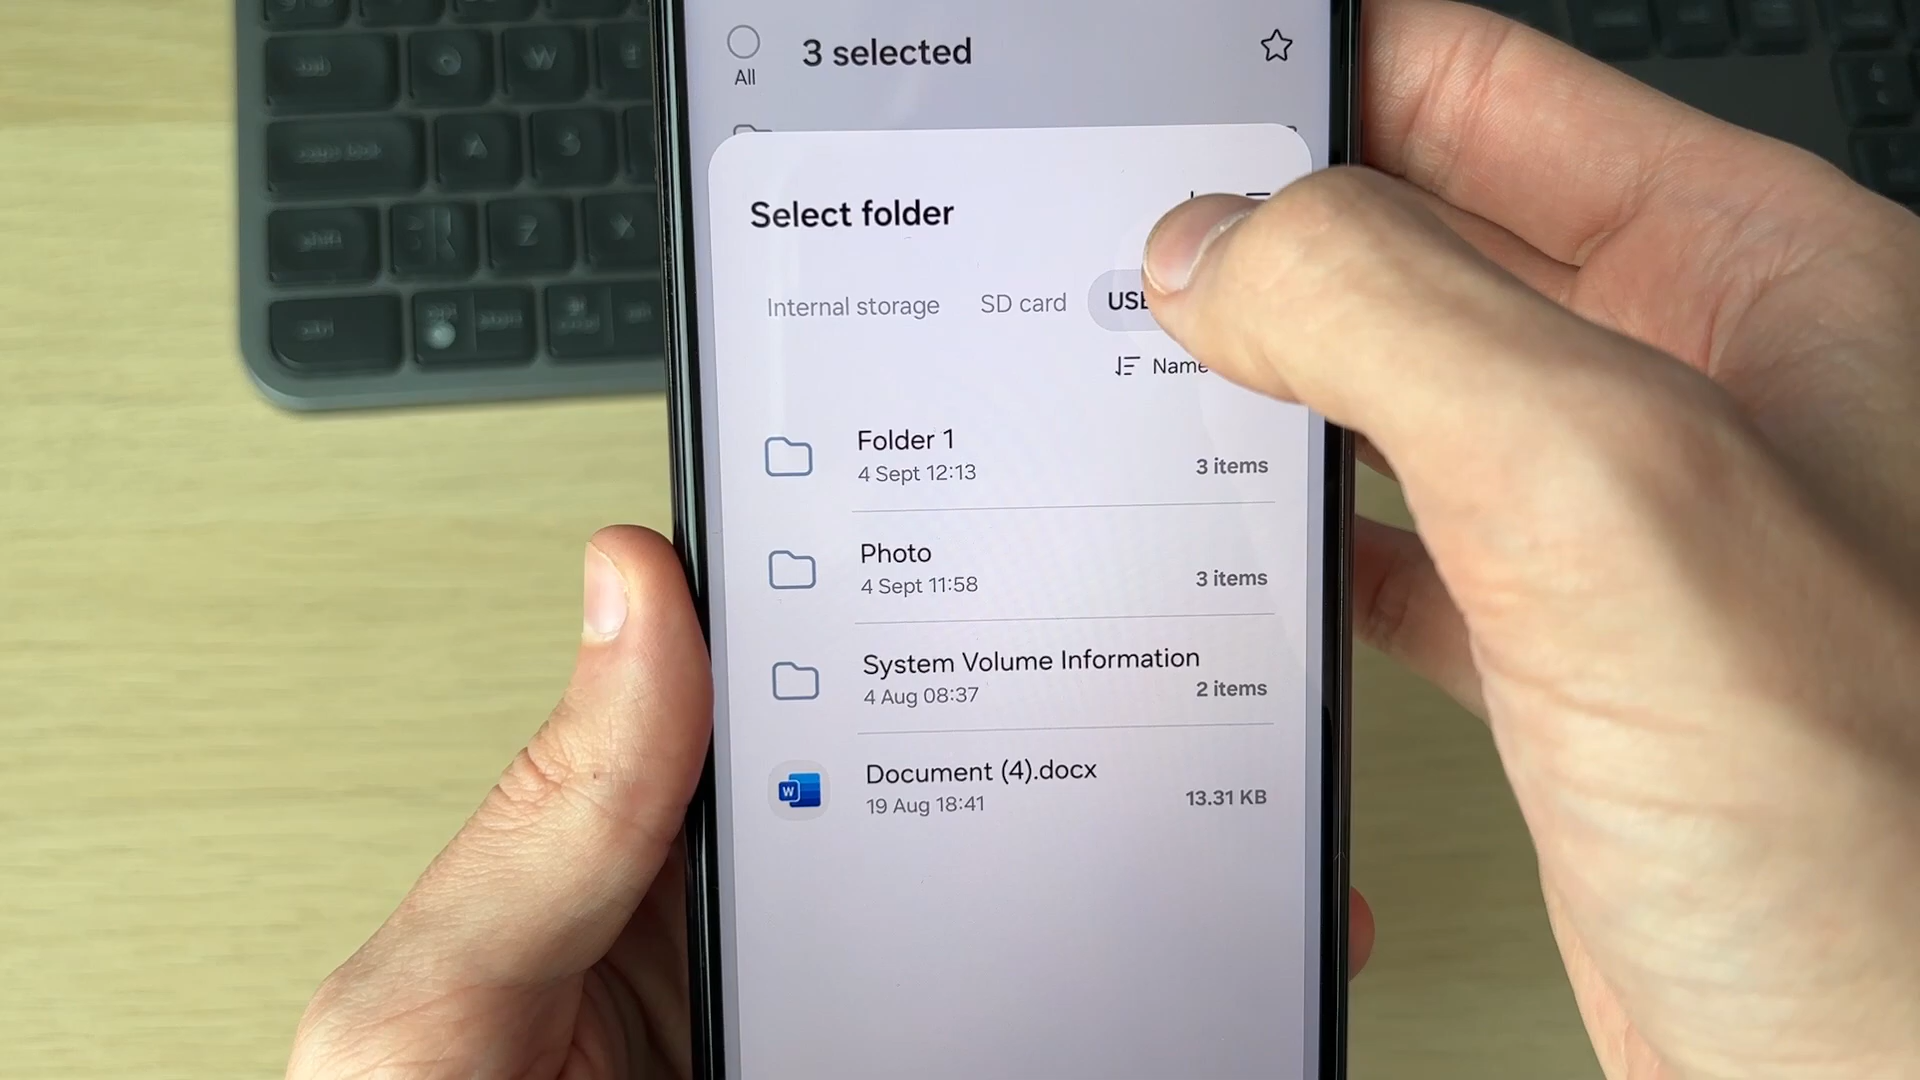 3 selected
All
Select folder
Internal storage SD card USB
Name
Folder 1
4 Sept 12:13
3 items
Photo
4 Sept 11:58
3 items
System Volume Information
4 Aug 08:37
2 items
W
Document (4).docx
19 Aug 18:41
13.31 KB
W
A
S
Z
X